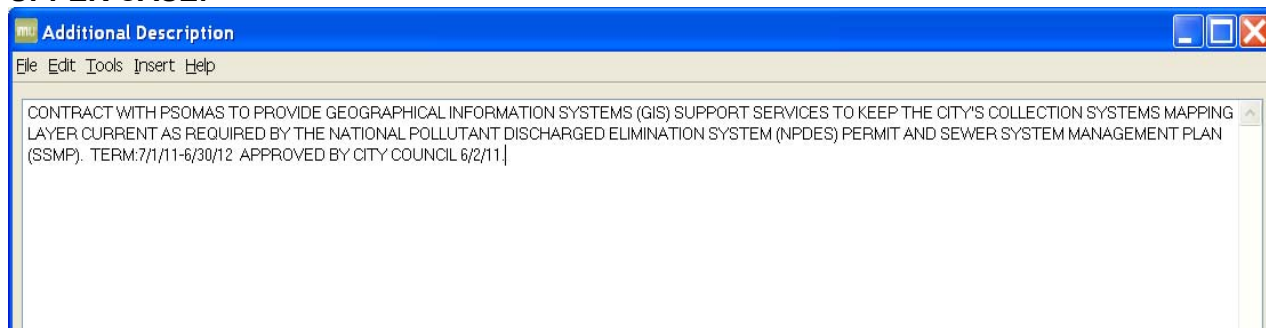 mu Additional Description
File Edit Tools Insert Help
CONTRACT WITH PSOMAS TO PROVIDE GEOGRAPHICAL INFORMATION SYSTEMS (GIS) SUPPORT SERVICES TO KEEP THE CITY'S COLLECTION SYSTEMS MAPPING
LAYER CURRENT AS REQUIRED BY THE NATIONAL POLLUTANT DISCHARGED ELIMINATION SYSTEM (NPDES) PERMIT AND SEWER SYSTEM MANAGEMENT PLAN
(SSMP). TERM:7/1/11-6/30/12 APPROVED BY CITY COUNCIL 6/2/11.